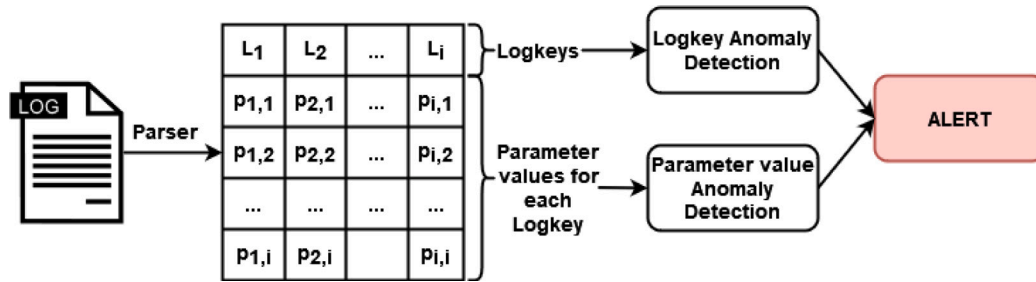 LOG
Parser
L1 L2 ... Li
p1,1 p2,1 ... pi,1
p1,2 p2,2 ... pi,2
... ... ... ...
p1,i p2,i pi,i
Logkeys
Parameter
values for
each
Logkey
Logkey Anomaly
Detection
Parameter value
Anomaly
Detection
ALERT